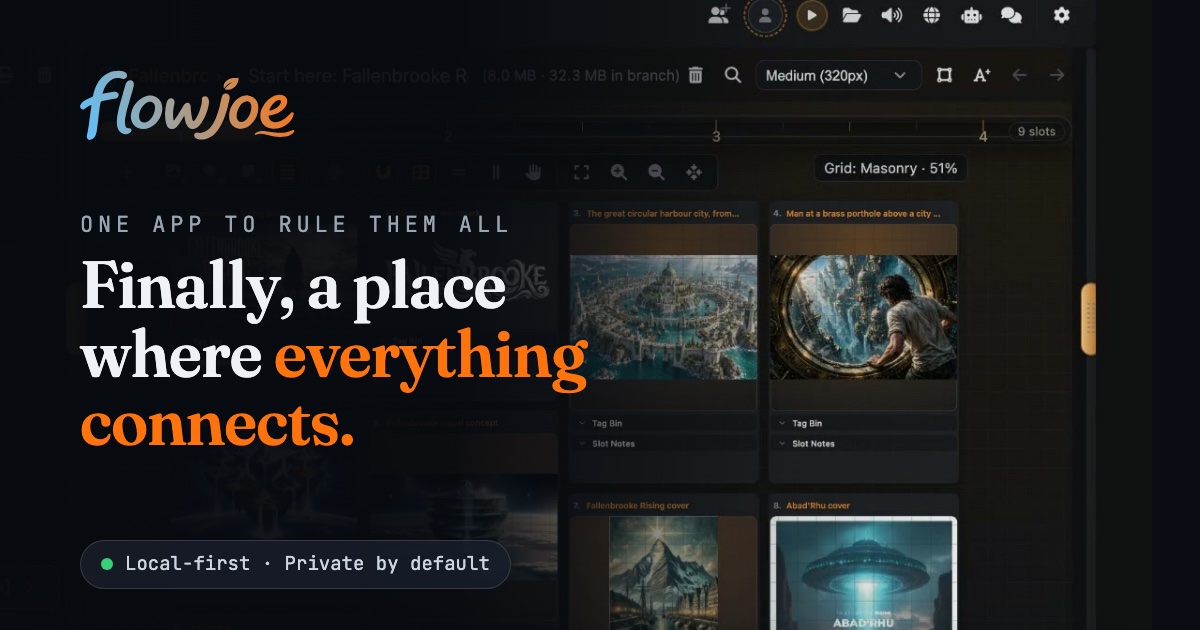 Start here: Fallenbrooke R (8.0 MB · 32.3 MB in branch)
Medium (320px)
A+
flowjoe
2
3
4
9 slots
Grid: Masonry · 51%
ONE APP TO RULE THEM ALL
3. The great circular harbour city, from...
4. Man at a brass porthole above a city ...
Finally, a place
where everything
connects.
Tag Bin
Tag Bin
Slot Notes
Slot Notes
7. Fallenbrooke Rising cover
8. Abad'Rhu cover
Local-first · Private by default
ABAD'RHU